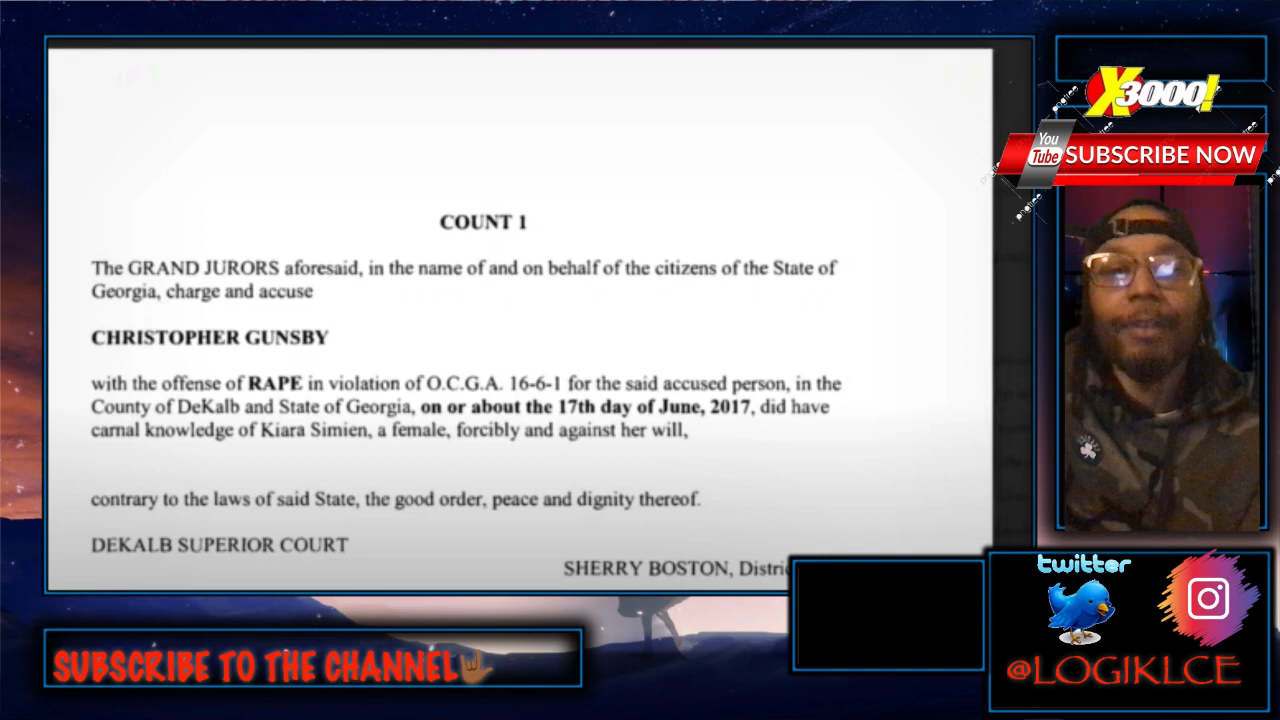 COUNT 1
The GRAND JURORS aforesaid, in the name of and on behalf of the citizens of the State of
Georgia, charge and accuse
CHRISTOPHER GUNSBY
with the offense of RAPE in violation of O.C.G.A. 16-6-1 for the said accused person, in the
County of DeKalb and State of Georgia, on or about the 17th day of June, 2017, did have
carnal knowledge of Kiara Simien, a female, forcibly and against her will,
contrary to the laws of said State, the good order, peace and dignity thereof.
DEKALB SUPERIOR COURT
SHERRY BOSTON, Distri
X3000!
You
Tube
SUBSCRIBE NOW
pngtree
SUBSCRIBE TO THE CHANNEL
twitter
@LOGIKLCE